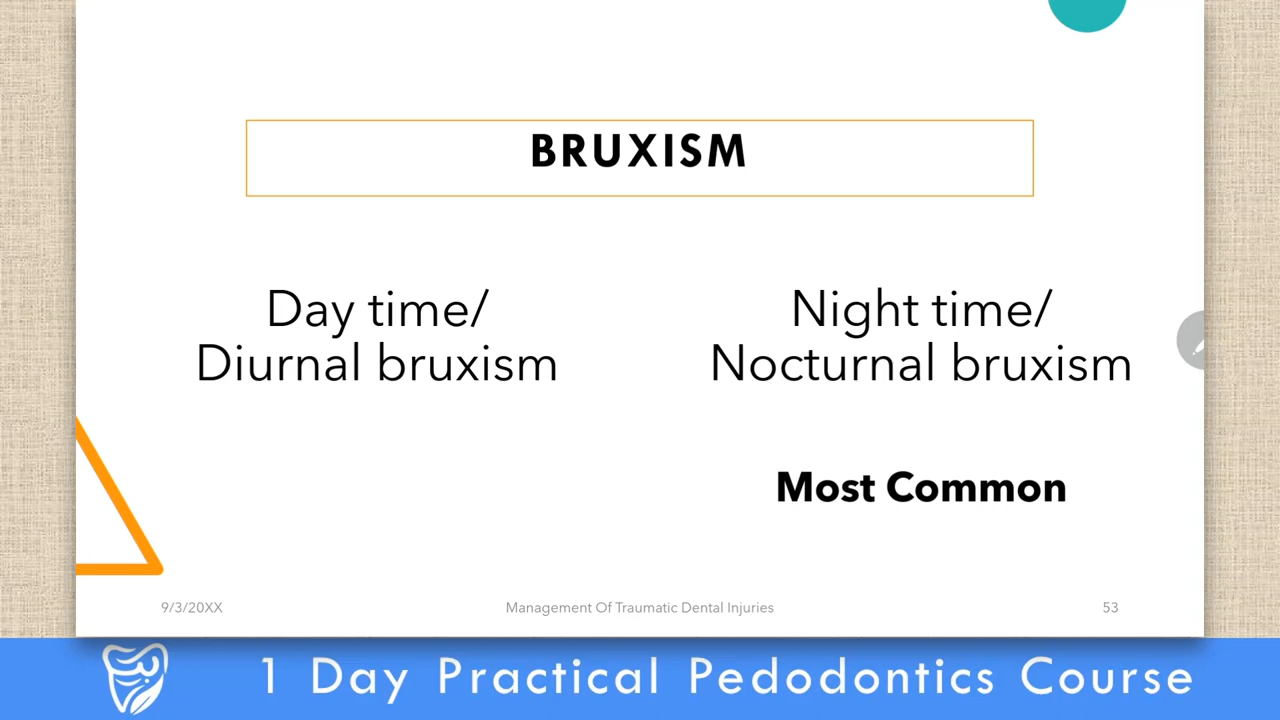 BRUXISM
Day time/
Diurnal bruxism
Night time/
Nocturnal bruxism
Most Common
9/3/20XX
Management Of Traumatic Dental Injuries
53
1 Day Practical Pedodontics Course